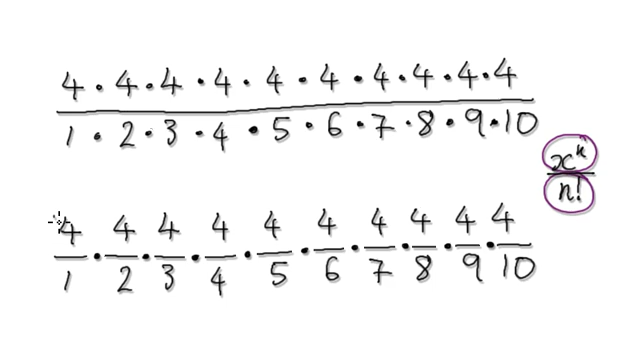 4 · 4 · 4 · 4 · 4 · 4 · 4 · 4 · 4 · 4
1 · 2 · 3 · 4 · 5 · 6 · 7 · 8 · 9 · 10
xⁿ
n!
4 4 4 4 4 4 4 4 4 4
1 · 2 · 3 · 4 · 5 · 6 · 7 · 8 · 9 · 10